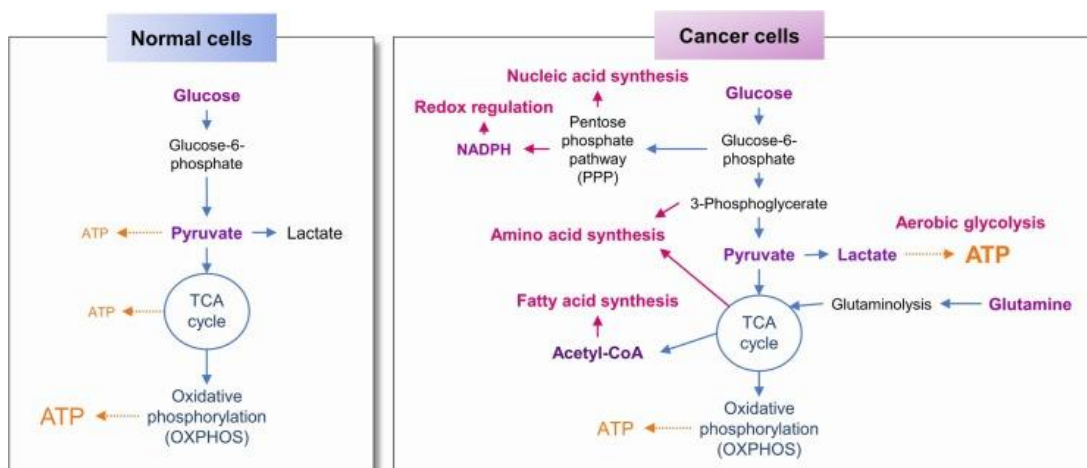 Normal cells
Glucose
Glucose-6-
phosphate
ATP
Pyruvate
Lactate
ATP
TCA
cycle
ATP
Oxidative
phosphorylation
(OXPHOS)
Cancer cells
Nucleic acid synthesis
Redox regulation
Glucose
NADPH
Pentose
phosphate
pathway
(PPP)
Glucose-6-
phosphate
3-Phosphoglycerate
Amino acid synthesis
Aerobic glycolysis
Pyruvate
Lactate
ATP
Fatty acid synthesis
TCA
cycle
Glutaminolysis
Glutamine
Acetyl-CoA
ATP
Oxidative
phosphorylation
(OXPHOS)